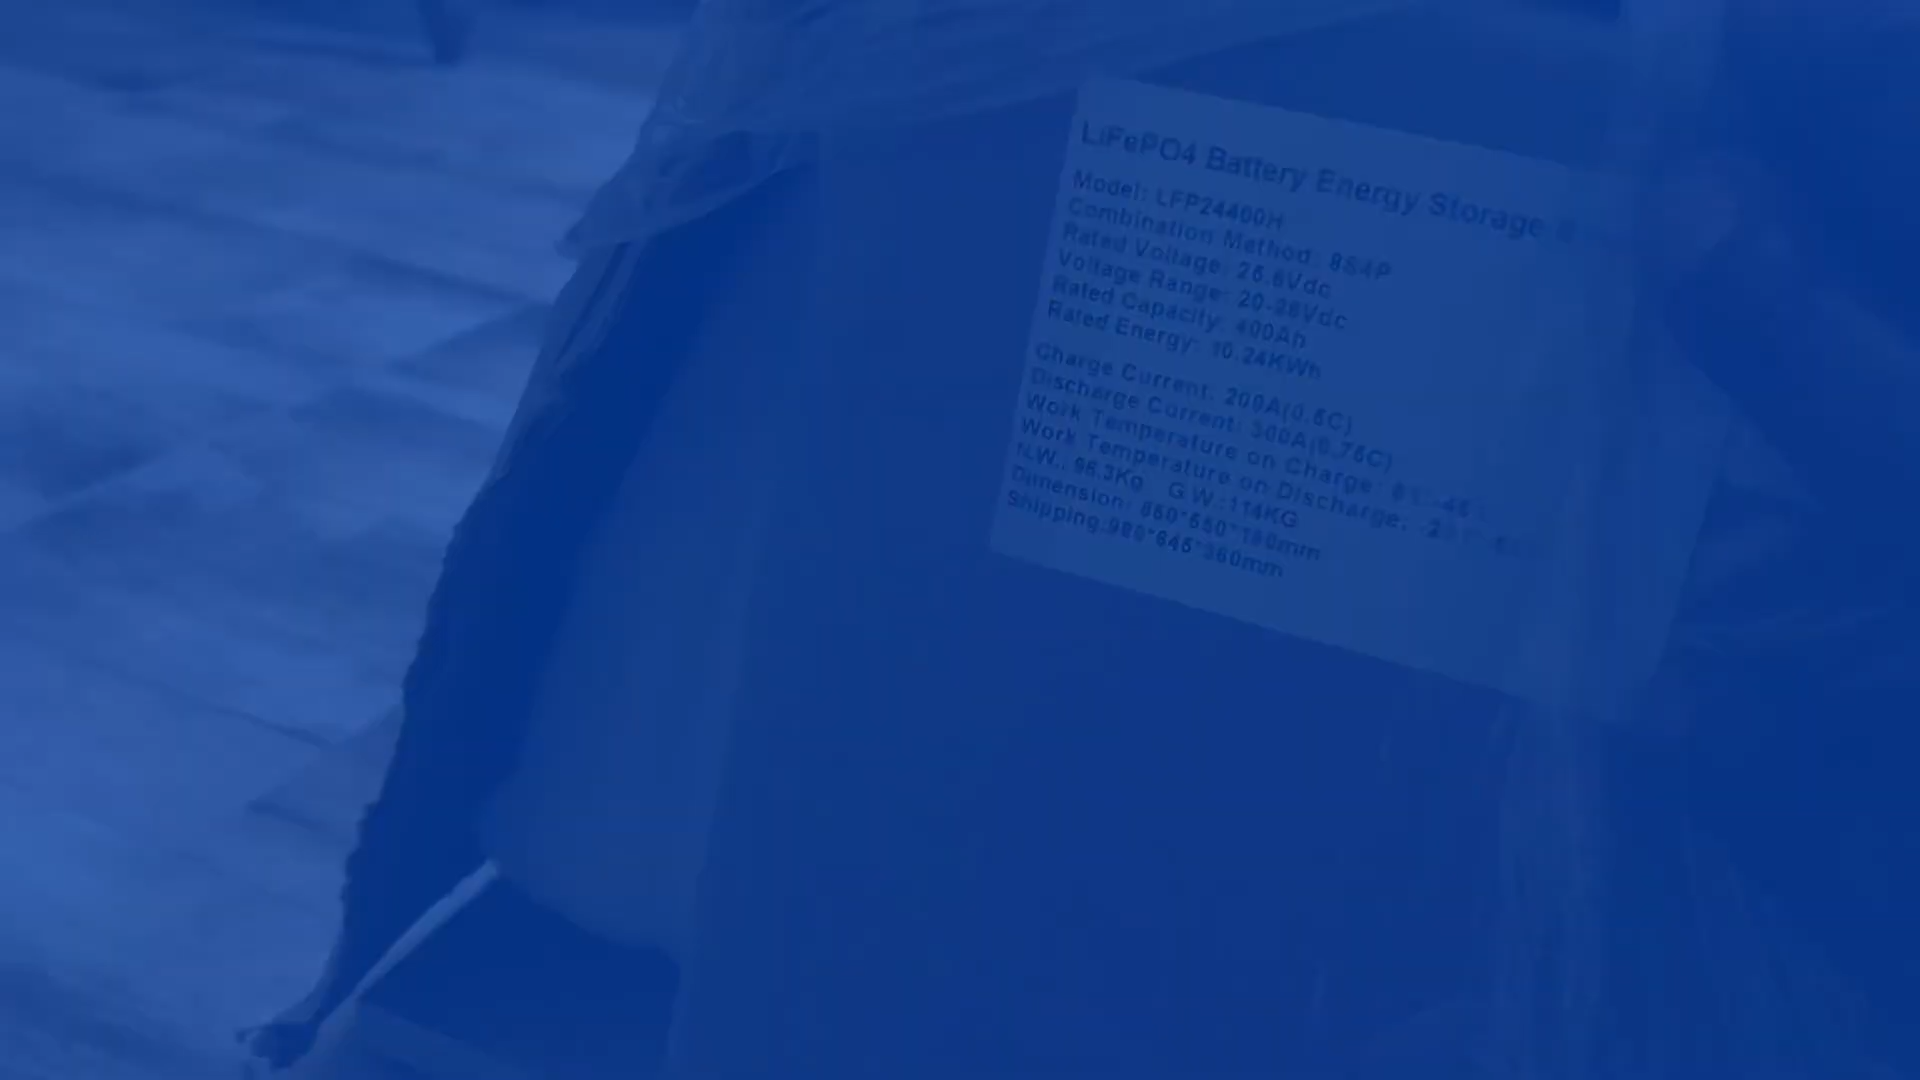 LiFePO4 Battery Energy Storage
Model: LFP24400H
Combination Method: 8S4P
Rated Voltage: 25.6Vdc
Voltage Range: 20-28Vdc
Rated Capacity: 400Ah
Rated Energy: 10.24KWh
Charge Current: 200A(0.5C)
Discharge Current: 300A(0.75C)
Work Temperature on Charge:
Work Temperature on Discharge:
N.W.: 96.3Kg G.W.:114KG
Dimension:
Shipping: